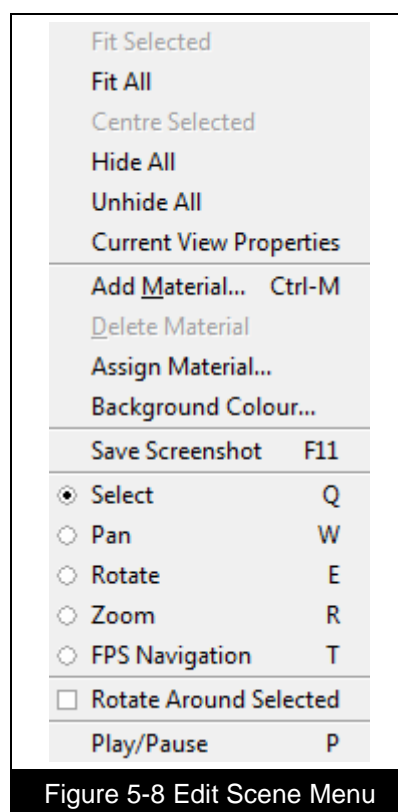 Fit Selected
Fit All
Centre Selected
Hide All
Unhide All
Current View Properties
Add Material... Ctrl-M
Delete Material
Assign Material...
Background Colour...
Save Screenshot F11
Select Q
Pan W
Rotate E
Zoom R
FPS Navigation T
Rotate Around Selected
Play/Pause P
Figure 5-8 Edit Scene Menu